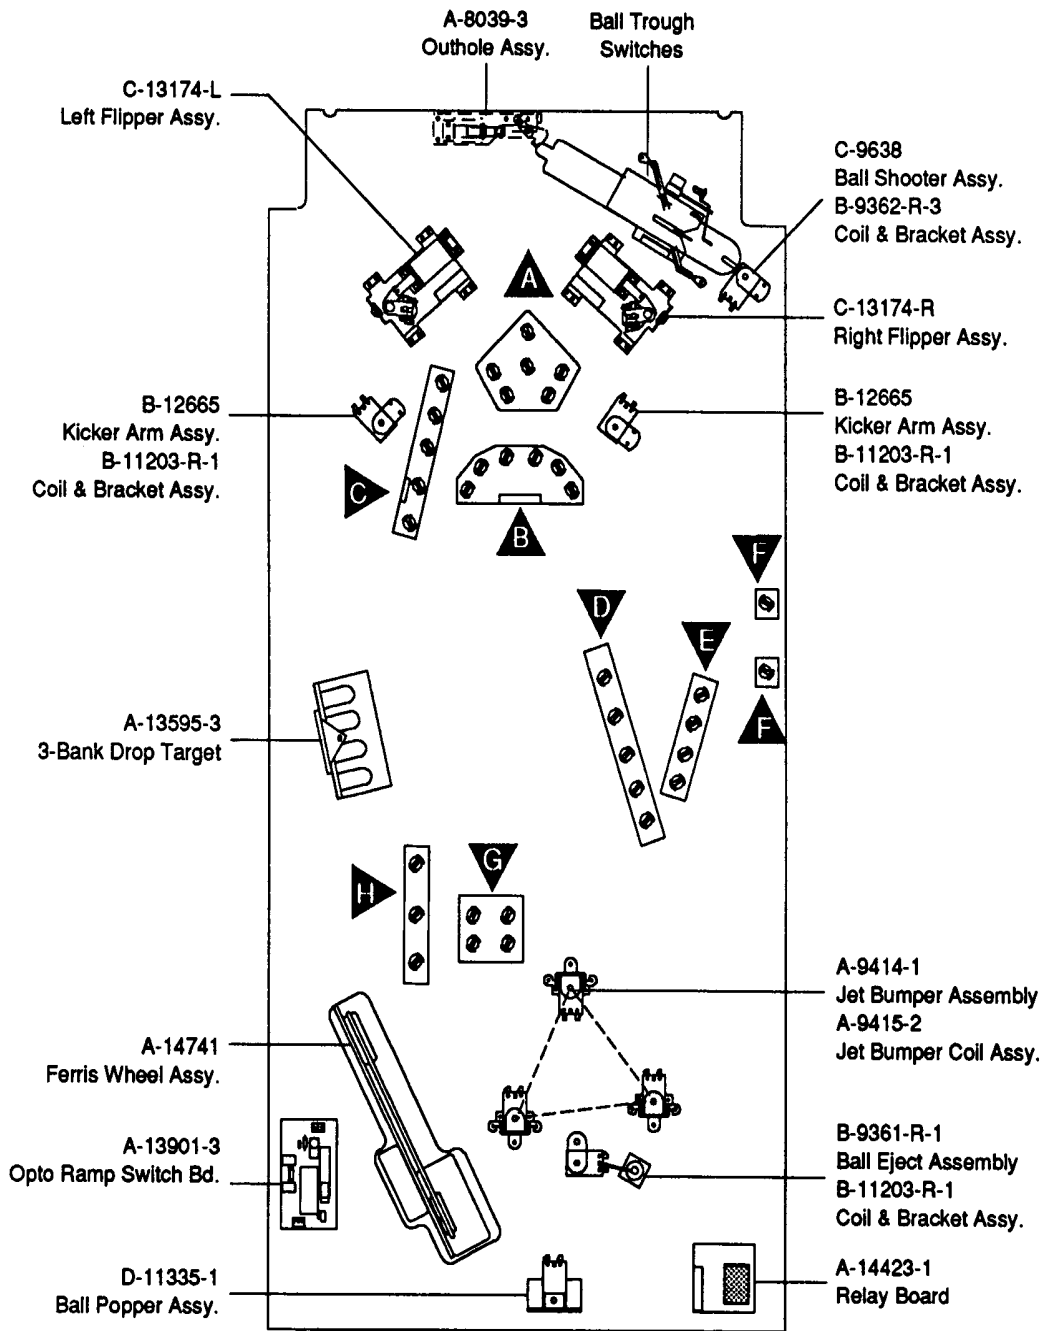 A-8039-3
Outhole Assy.
Ball Trough
Switches
C-13174-L
Left Flipper Assy.
C-9638
Ball Shooter Assy.
B-9362-R-3
Coil & Bracket Assy.
A
C-13174-R
Right Flipper Assy.
B-12665
Kicker Arm Assy.
B-11203-R-1
Coil & Bracket Assy.
B-12665
Kicker Arm Assy.
B-11203-R-1
Coil & Bracket Assy.
C
B
F
D
E
F
A-13595-3
3-Bank Drop Target
G
H
A-9414-1
Jet Bumper Assembly
A-9415-2
Jet Bumper Coil Assy.
A-14741
Ferris Wheel Assy.
A-13901-3
Opto Ramp Switch Bd.
B-9361-R-1
Ball Eject Assembly
B-11203-R-1
Coil & Bracket Assy.
D-11335-1
Ball Popper Assy.
A-14423-1
Relay Board